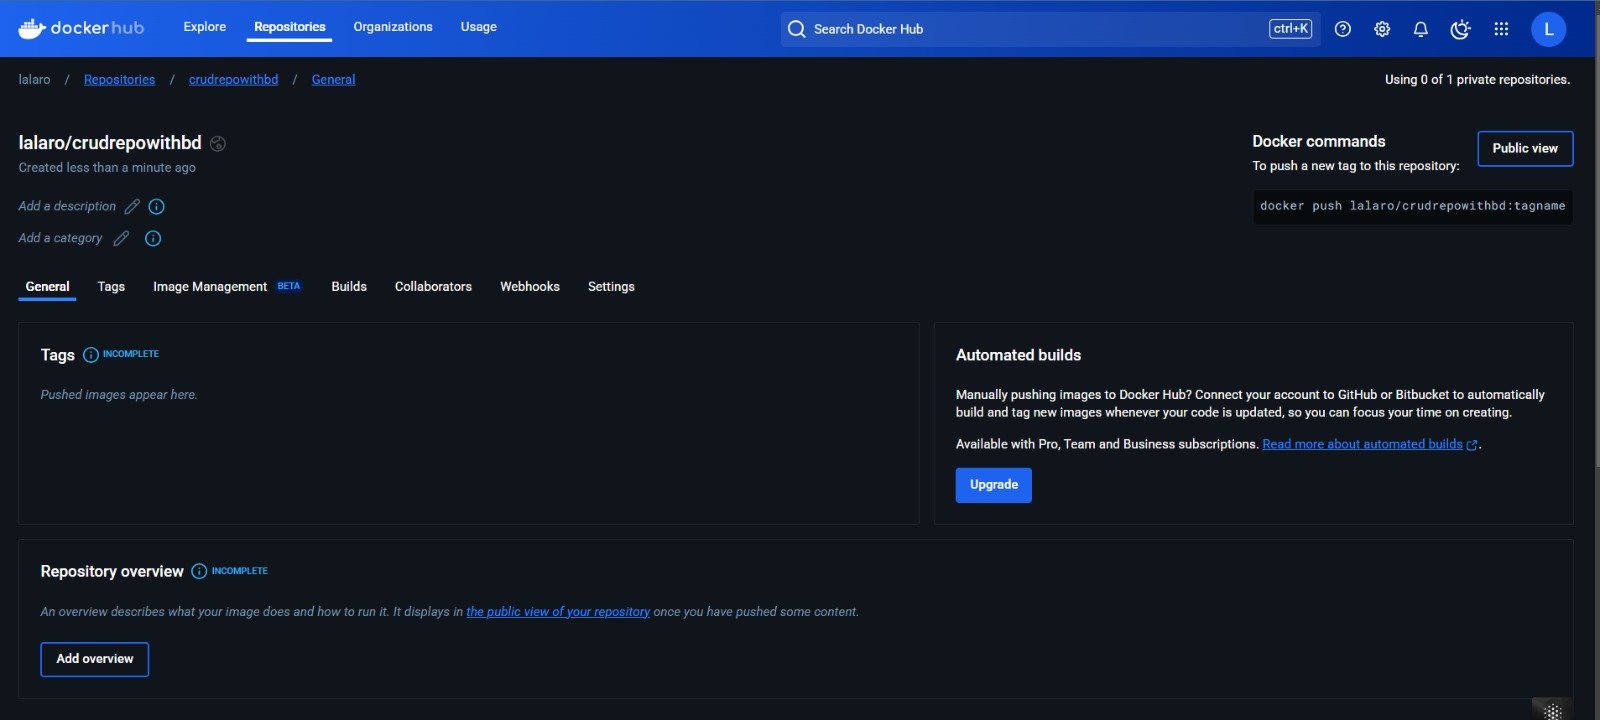 dockerhub Explore Repositories Organizations Usage Search Docker Hub ctrl+K L
lalaro / Repositories / crudrepowithbd / General Using 0 of 1 private repositories.
lalaro/crudrepowithbd
Created less than a minute ago
Add a description
Add a category
Docker commands
To push a new tag to this repository:
Public view
docker push lalaro/crudrepowithbd:tagname
General Tags Image Management BETA Builds Collaborators Webhooks Settings
Tags INCOMPLETE
Pushed images appear here.
Automated builds
Manually pushing images to Docker Hub? Connect your account to GitHub or Bitbucket to automatically
build and tag new images whenever your code is updated, so you can focus your time on creating.
Available with Pro, Team and Business subscriptions. Read more about automated builds.
Upgrade
Repository overview INCOMPLETE
An overview describes what your image does and how to run it. It displays in the public view of your repository once you have pushed some content.
Add overview